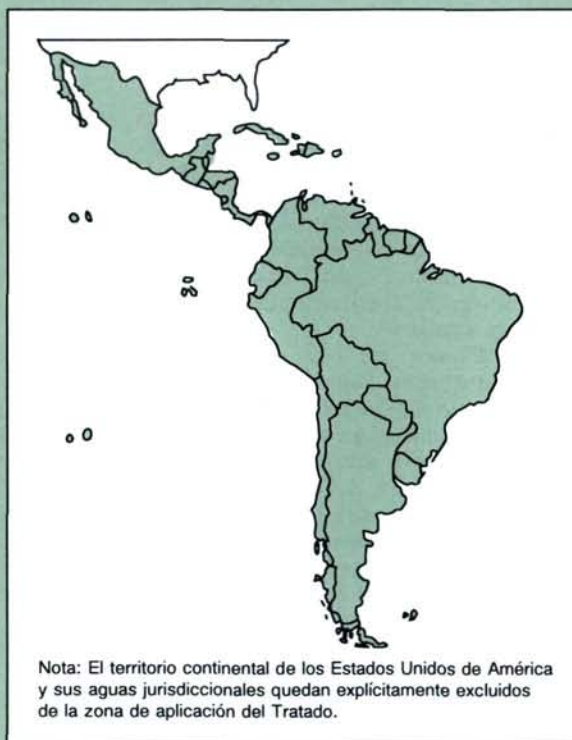 Nota: El territorio continental de los Estados Unidos de América
y sus aguas jurisdiccionales quedan explícitamente excluidos
de la zona de aplicación del Tratado.